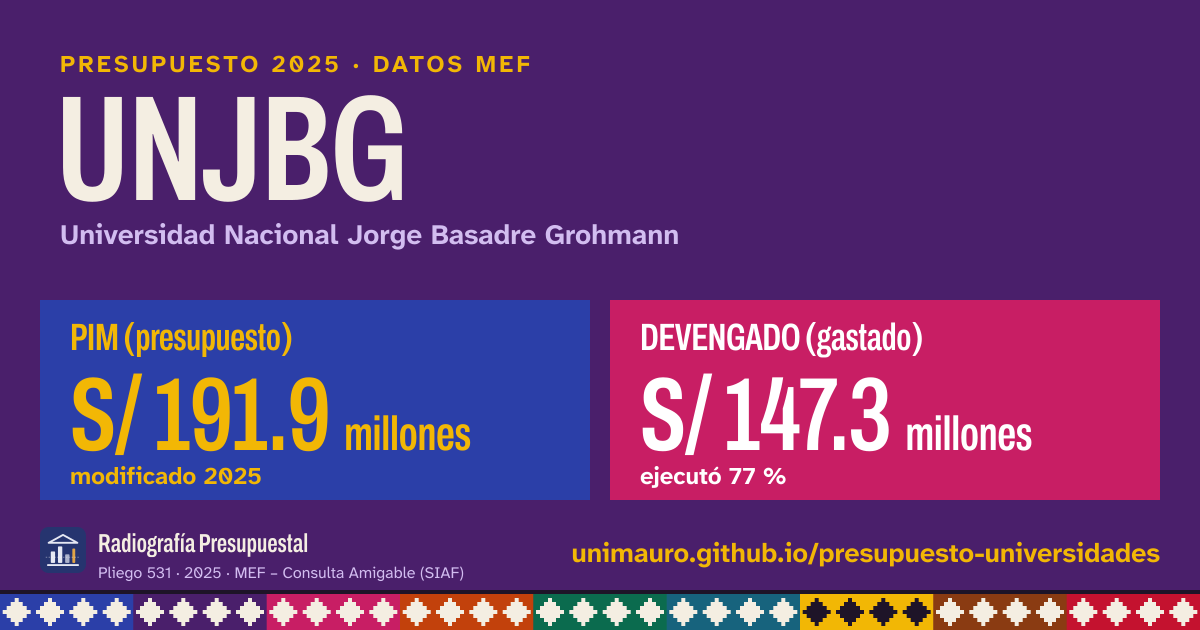 PRESUPUESTO 2025 · DATOS MEF
UNJBG
Universidad Nacional Jorge Basadre Grohmann
PIM (presupuesto)
S/ 191.9 millones
modificado 2025
DEVENGADO (gastado)
S/ 147.3 millones
ejecutó 77 %
Radiografía Presupuestal
Pliego 531 · 2025 · MEF – Consulta Amigable (SIAF)
unimauro.github.io/presupuesto-universidades